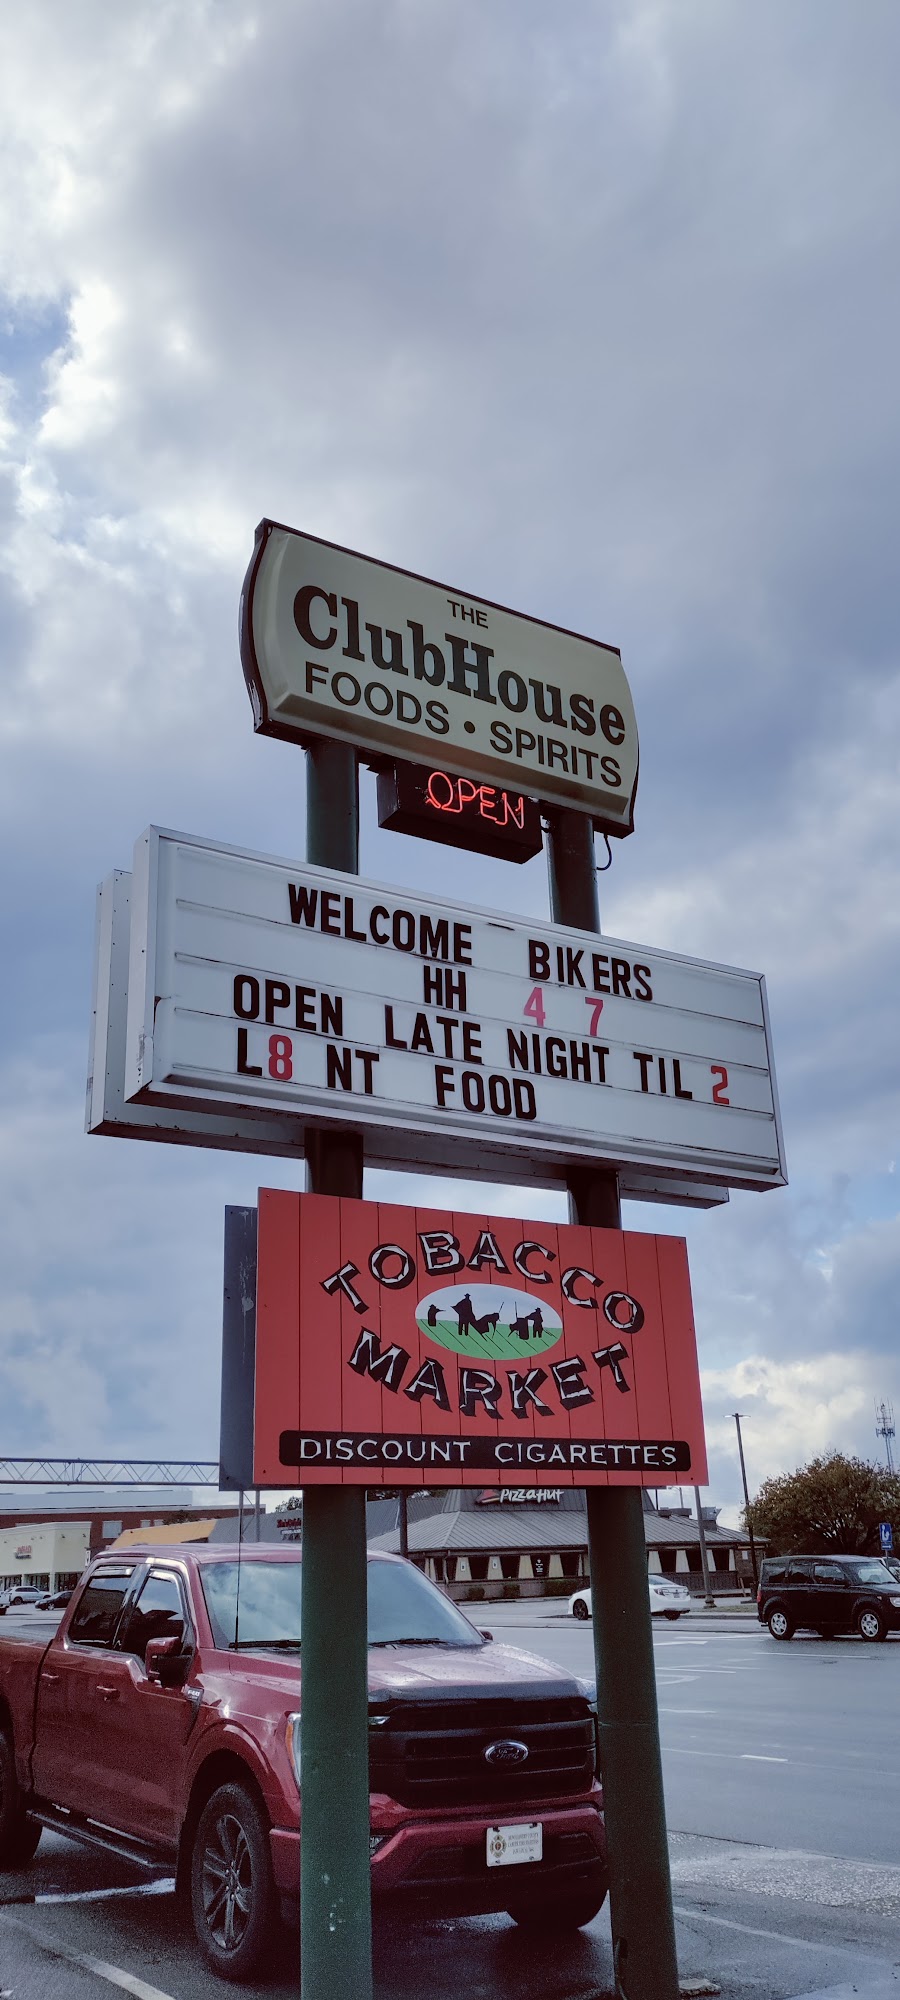 THE
ClubHouse
FOODS • SPIRITS
OPEN
WELCOME BIKERS
HH 4 7
OPEN LATE NIGHT TIL 2
L8 NT FOOD
TOBACCO
MARKET
DISCOUNT CIGARETTES
Pizza Hut
Ford